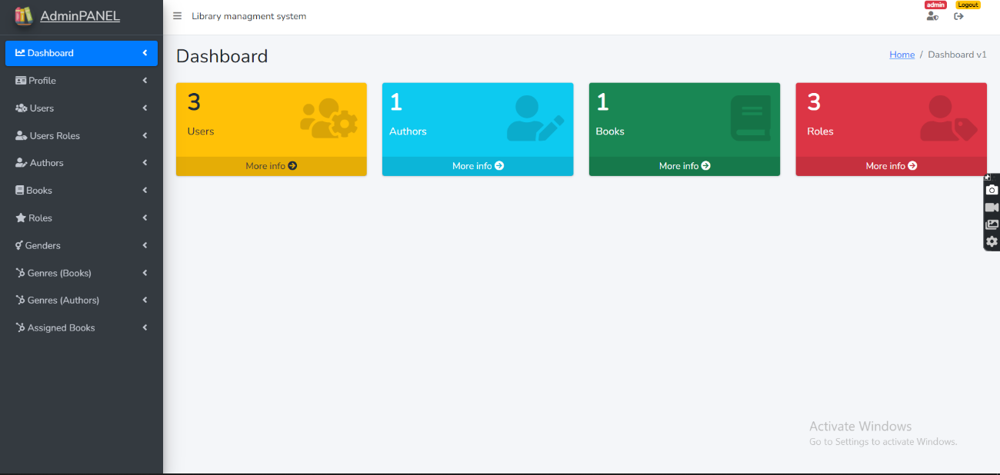 AdminPANEL
Library managment system
admin
Logout
Dashboard
Profile
Users
Users Roles
Authors
Books
Roles
Genders
Genres (Books)
Genres (Authors)
Assigned Books
Dashboard
Home / Dashboard v1
3
Users
More info
1
Authors
More info
1
Books
More info
3
Roles
More info
Activate Windows
Go to Settings to activate Windows.